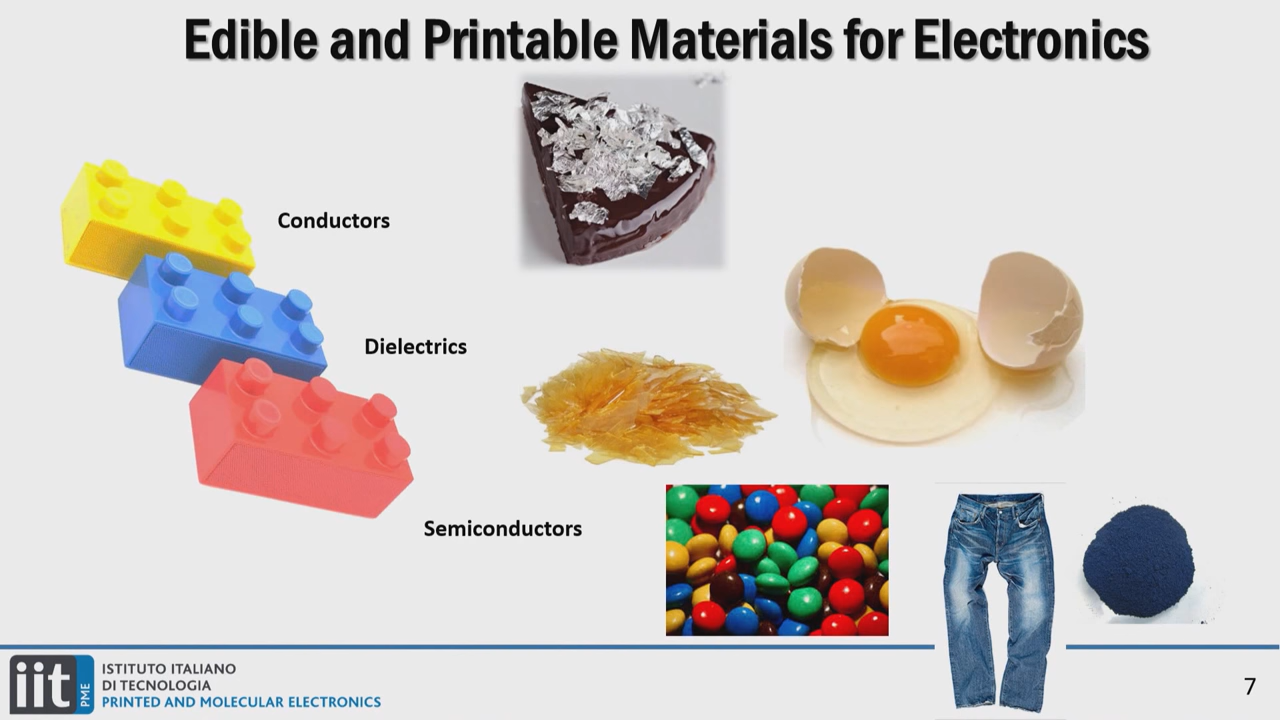 Edible and Printable Materials for Electronics
Conductors
Dielectrics
Semiconductors
iit PME
ISTITUTO ITALIANO
DI TECNOLOGIA
PRINTED AND MOLECULAR ELECTRONICS
7